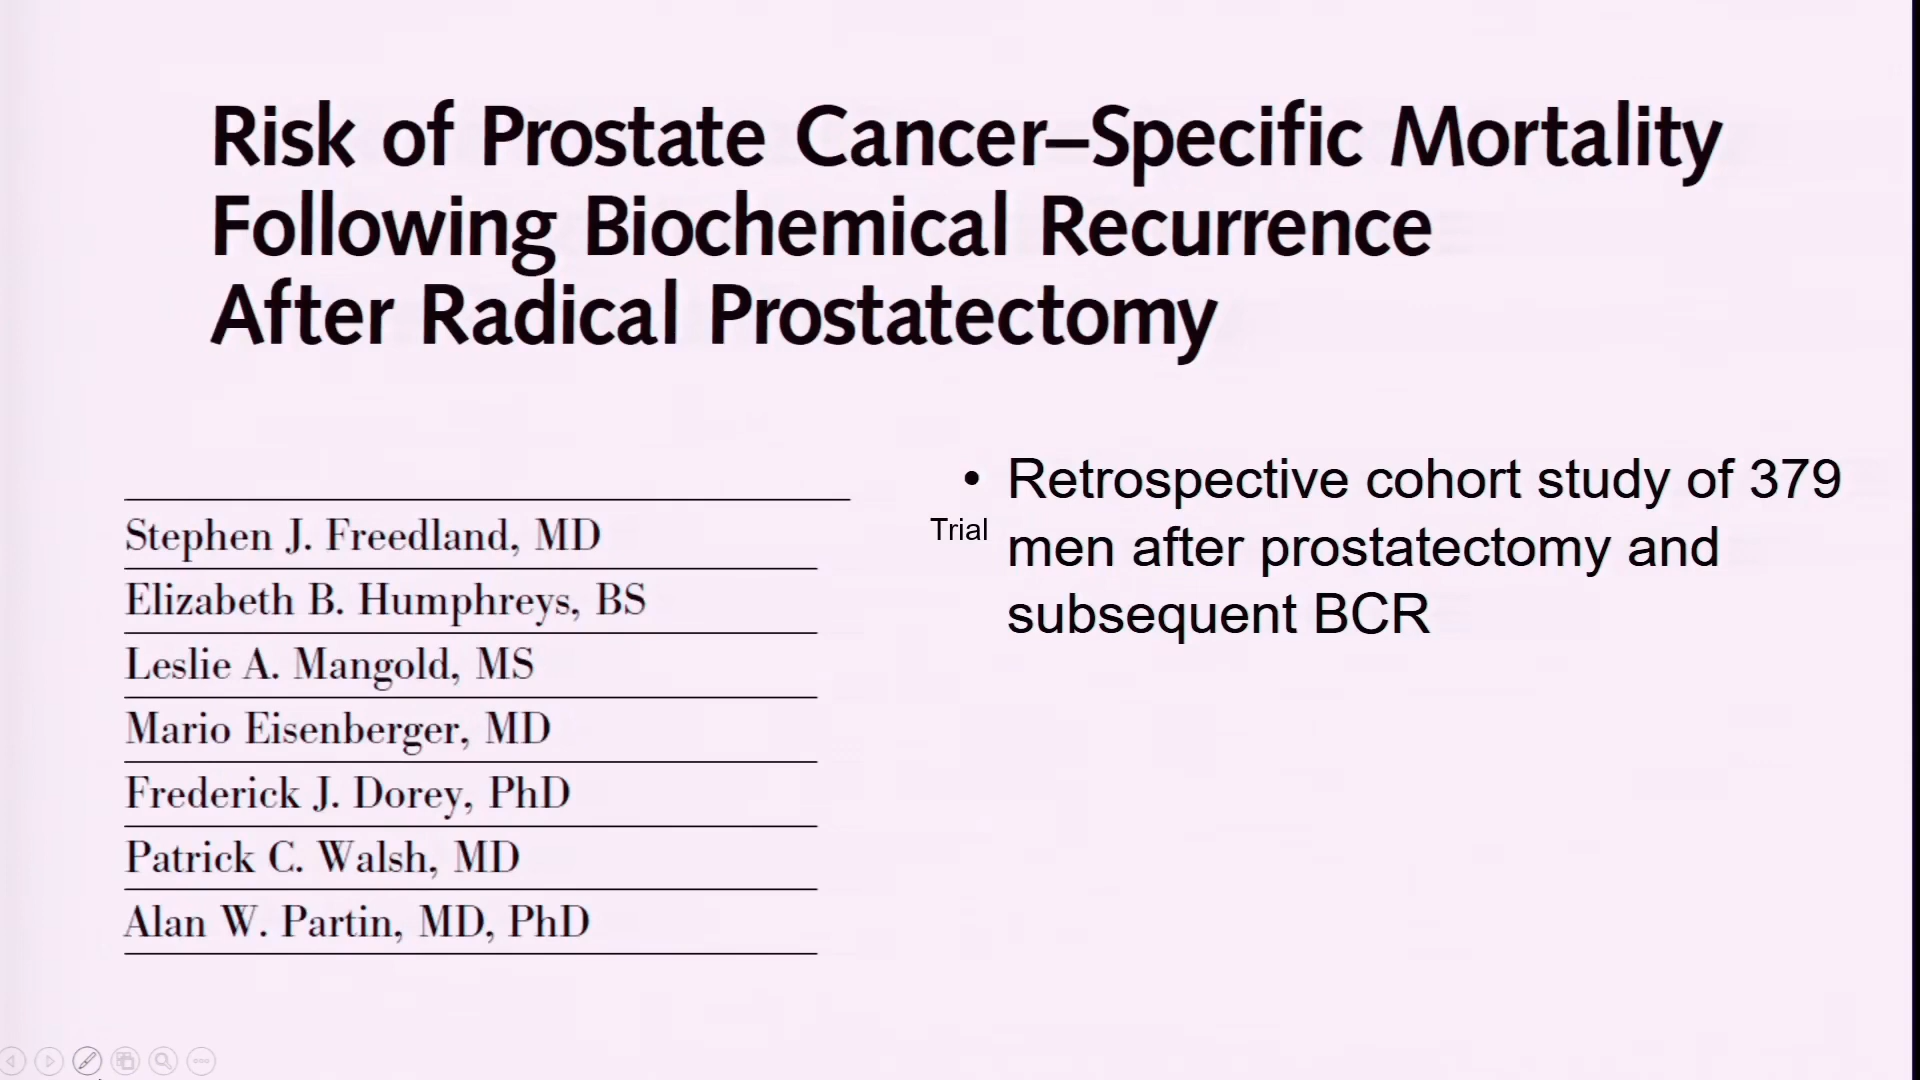 Risk of Prostate Cancer–Specific Mortality
Following Biochemical Recurrence
After Radical Prostatectomy
Stephen J. Freedland, MD
Elizabeth B. Humphreys, BS
Leslie A. Mangold, MS
Mario Eisenberger, MD
Frederick J. Dorey, PhD
Patrick C. Walsh, MD
Alan W. Partin, MD, PhD
• Retrospective cohort study of 379
Trial
men after prostatectomy and
subsequent BCR